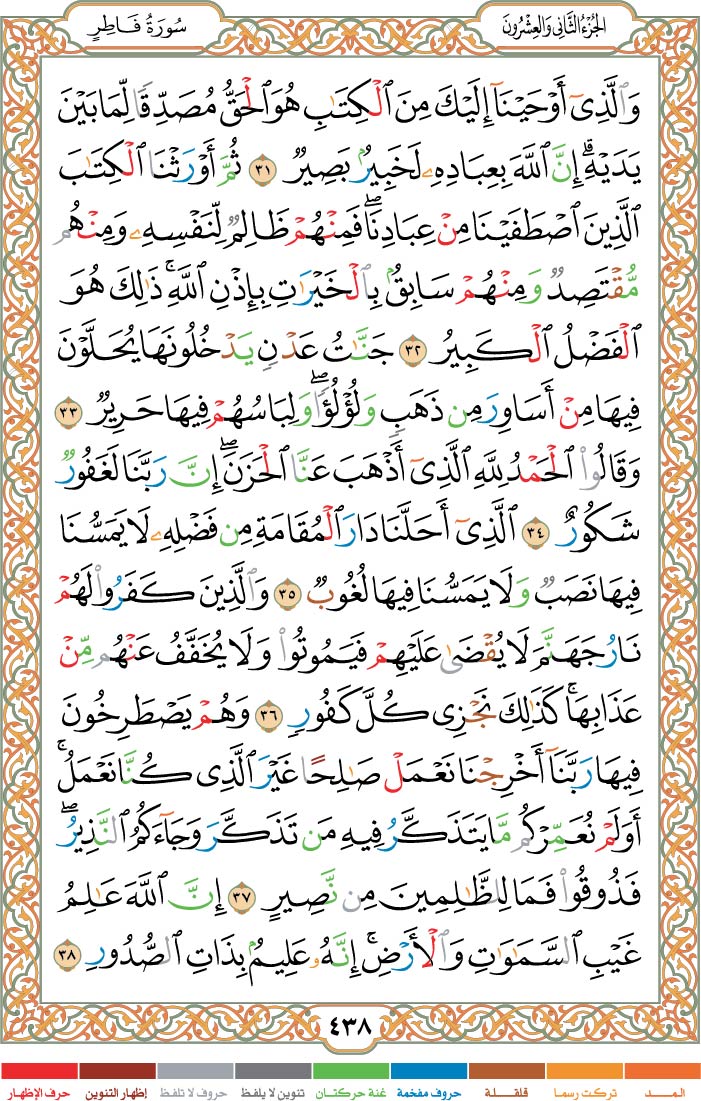 الجُزْءُ الثَّانِي وَالعِشْرُونَ
سُورَةُ فَاطِرٍ
وَٱلَّذِىٓ أَوْحَيْنَآ إِلَيْكَ مِنَ ٱلْكِتَـٰبِ هُوَ ٱلْحَقُّ مُصَدِّقًا لِّمَا بَيْنَ
يَدَيْهِۗ إِنَّ ٱللَّهَ بِعِبَادِهِۦ لَخَبِيرٌۢ بَصِيرٌ ٣١ ثُمَّ أَوْرَثْنَا ٱلْكِتَـٰبَ
ٱلَّذِينَ ٱصْطَفَيْنَا مِنْ عِبَادِنَاۖ فَمِنْهُمْ ظَالِمٌ لِّنَفْسِهِۦ وَمِنْهُم
مُّقْتَصِدٌ وَمِنْهُمْ سَابِقٌۢ بِٱلْخَيْرَٰتِ بِإِذْنِ ٱللَّهِۚ ذَٰلِكَ هُوَ
ٱلْفَضْلُ ٱلْكَبِيرُ ٣٢ جَنَّـٰتُ عَدْنٍ يَدْخُلُونَهَا يُحَلَّوْنَ
فِيهَا مِنْ أَسَاوِرَ مِن ذَهَبٍ وَلُؤْلُؤًاۖ وَلِبَاسُهُمْ فِيهَا حَرِيرٌ ٣٣
وَقَالُوا۟ ٱلْحَمْدُ لِلَّهِ ٱلَّذِىٓ أَذْهَبَ عَنَّا ٱلْحَزَنَۖ إِنَّ رَبَّنَا لَغَفُورٌ
شَكُورٌ ٣٤ ٱلَّذِىٓ أَحَلَّنَا دَارَ ٱلْمُقَامَةِ مِن فَضْلِهِۦ لَا يَمَسُّنَا
فِيهَا نَصَبٌ وَلَا يَمَسُّنَا فِيهَا لُغُوبٌ ٣٥ وَٱلَّذِينَ كَفَرُوا۟ لَهُمْ
نَارُ جَهَنَّمَ لَا يُقْضَىٰ عَلَيْهِمْ فَيَمُوتُوا۟ وَلَا يُخَفَّفُ عَنْهُم مِّنْ
عَذَابِهَاۚ كَذَٰلِكَ نَجْزِى كُلَّ كَفُورٍ ٣٦ وَهُمْ يَصْطَرِخُونَ
فِيهَا رَبَّنَآ أَخْرِجْنَا نَعْمَلْ صَـٰلِحًا غَيْرَ ٱلَّذِى كُنَّا نَعْمَلُۚ
أَوَلَمْ نُعَمِّرْكُم مَّا يَتَذَكَّرُ فِيهِ مَن تَذَكَّرَ وَجَآءَكُمُ ٱلنَّذِيرُۖ
فَذُوقُوا۟ فَمَا لِلظَّـٰلِمِينَ مِن نَّصِيرٍ ٣٧ إِنَّ ٱللَّهَ عَـٰلِمُ
غَيْبِ ٱلسَّمَـٰوَٰتِ وَٱلْأَرْضِۚ إِنَّهُۥ عَلِيمٌۢ بِذَاتِ ٱلصُّدُورِ ٣٨
٤٣٨
المـــد تركت رسما قلقـلـة حروف مفخمة غنة حركتان تنوين لا يلفظ حروف لا تلفظ إظهار التنوين حرف الإظهار